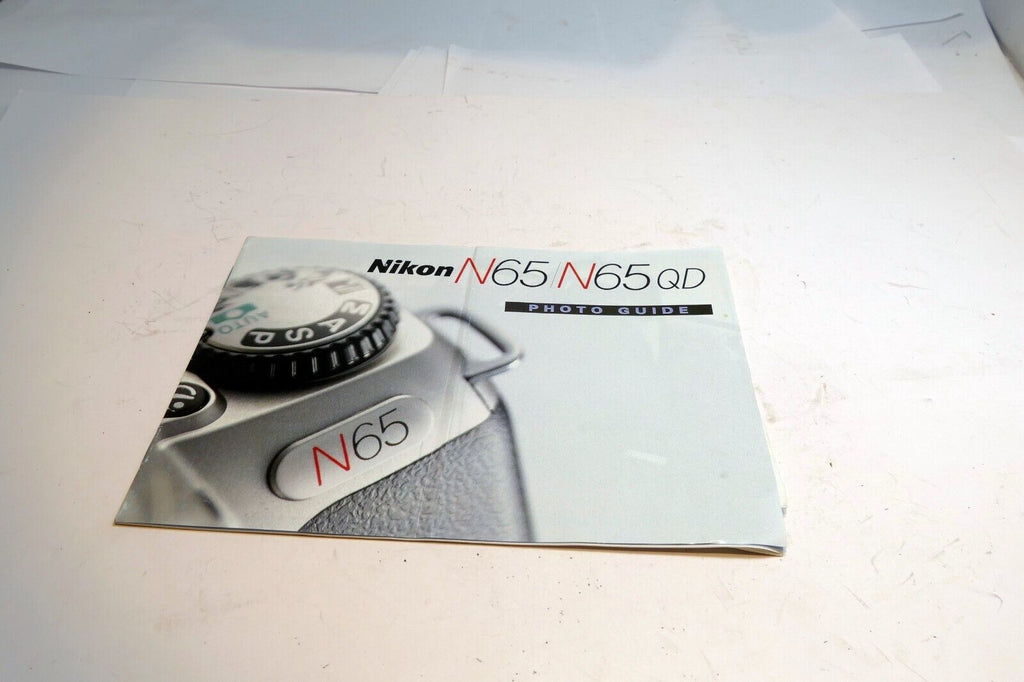 Nikon N65/N65QD
PHOTO GUIDE
AUTO
P S A M
N65